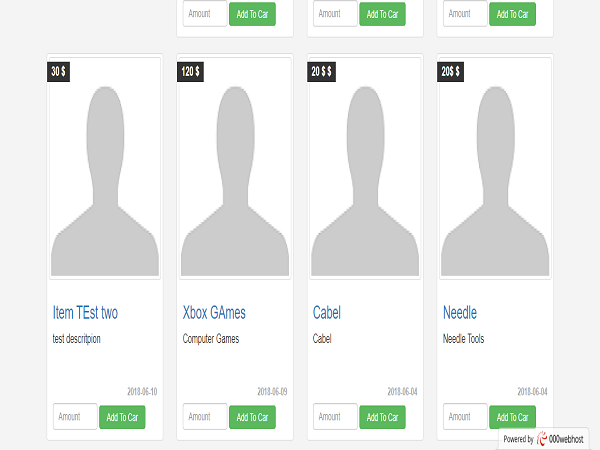 Amount Add To Car Amount Add To Car Amount Add To Car
30 $ 120 $ 20 $ $ 20$ $
Item TEst two Xbox GAmes Cabel Needle
test descritpion Computer Games Cabel Needle Tools
2018-06-10 2018-06-09 2018-06-04 2018-06-04
Amount Add To Car Amount Add To Car Amount Add To Car Amount Add To Car
Powered by 000webhost